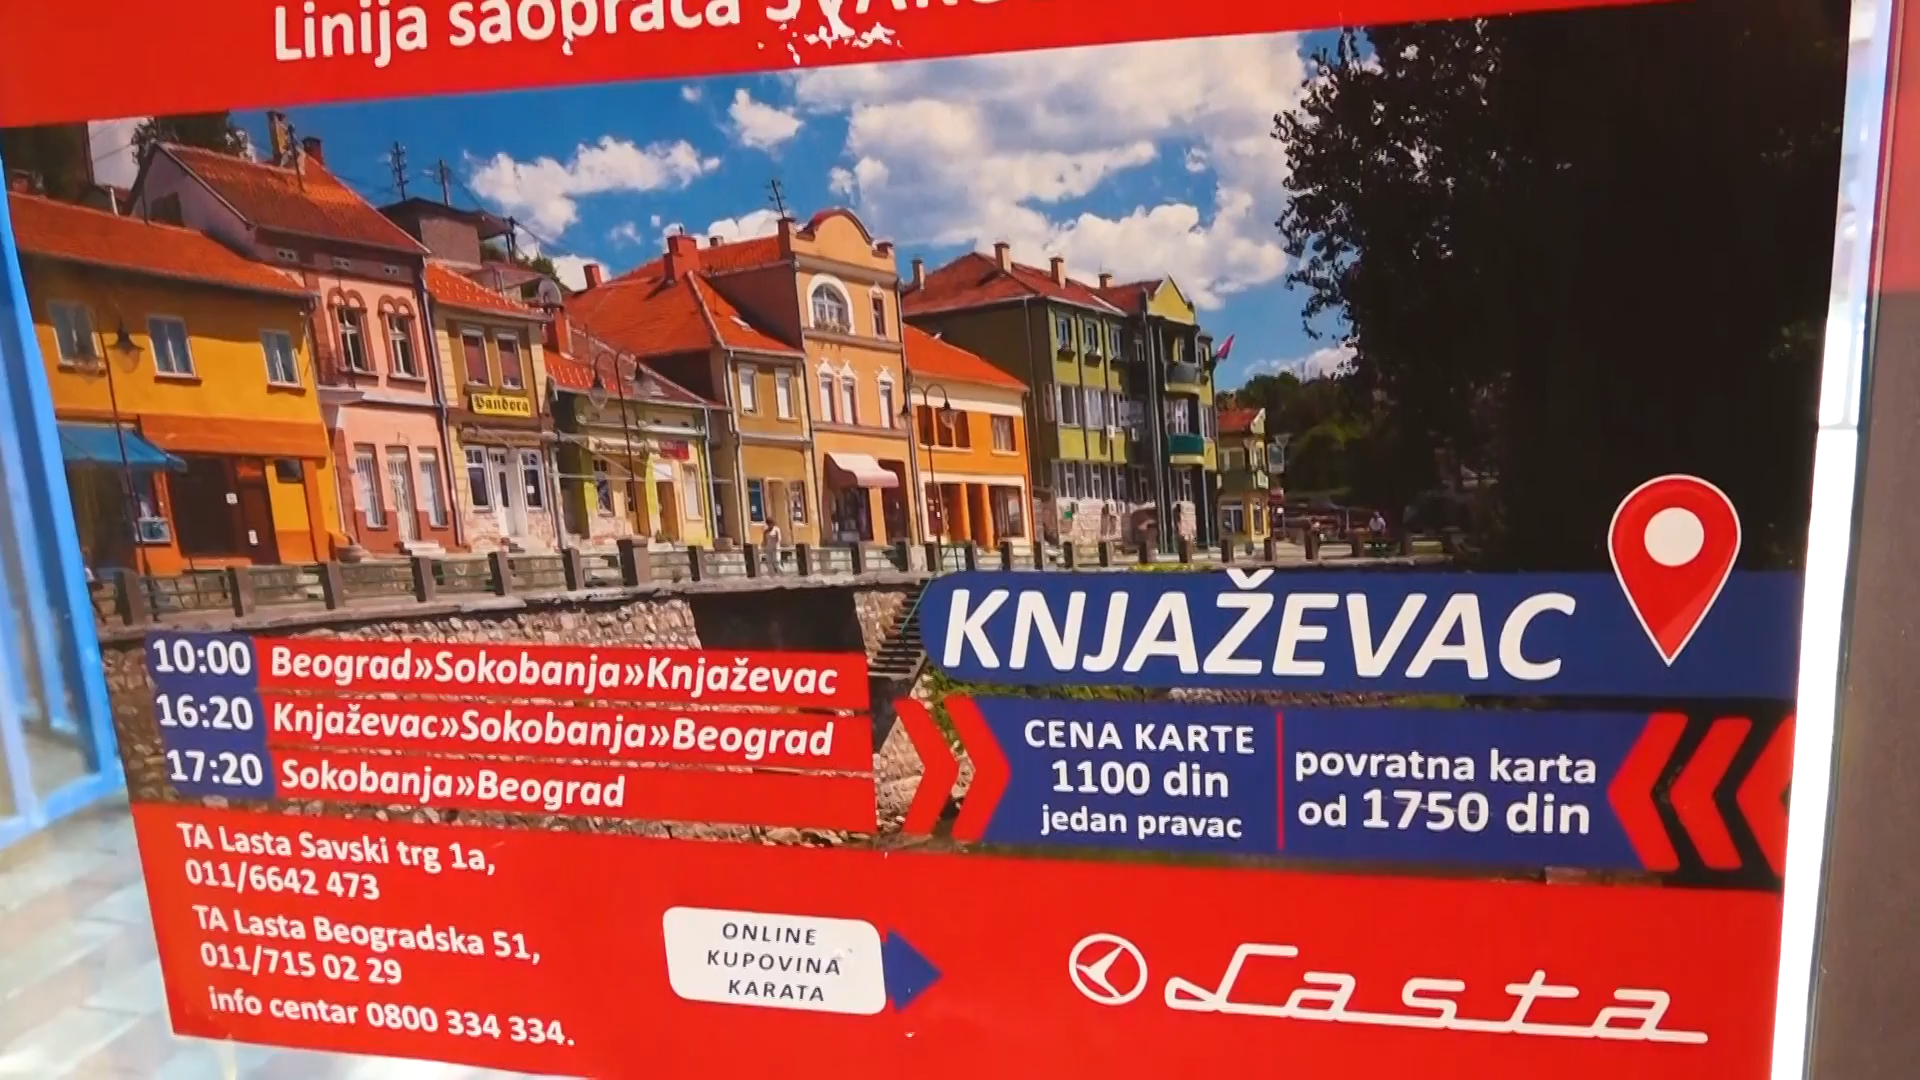 Linija saopraća
Pandora
KNJAŽEVAC
10:00 Beograd»Sokobanja»Knjaževac
16:20 Knjaževac»Sokobanja»Beograd
17:20 Sokobanja»Beograd
CENA KARTE
1100 din
jedan pravac
povratna karta
od 1750 din
TA Lasta Savski trg 1a,
011/6642 473
TA Lasta Beogradska 51,
011/715 02 29
info centar 0800 334 334.
ONLINE
KUPOVINA
KARATA
Lasta